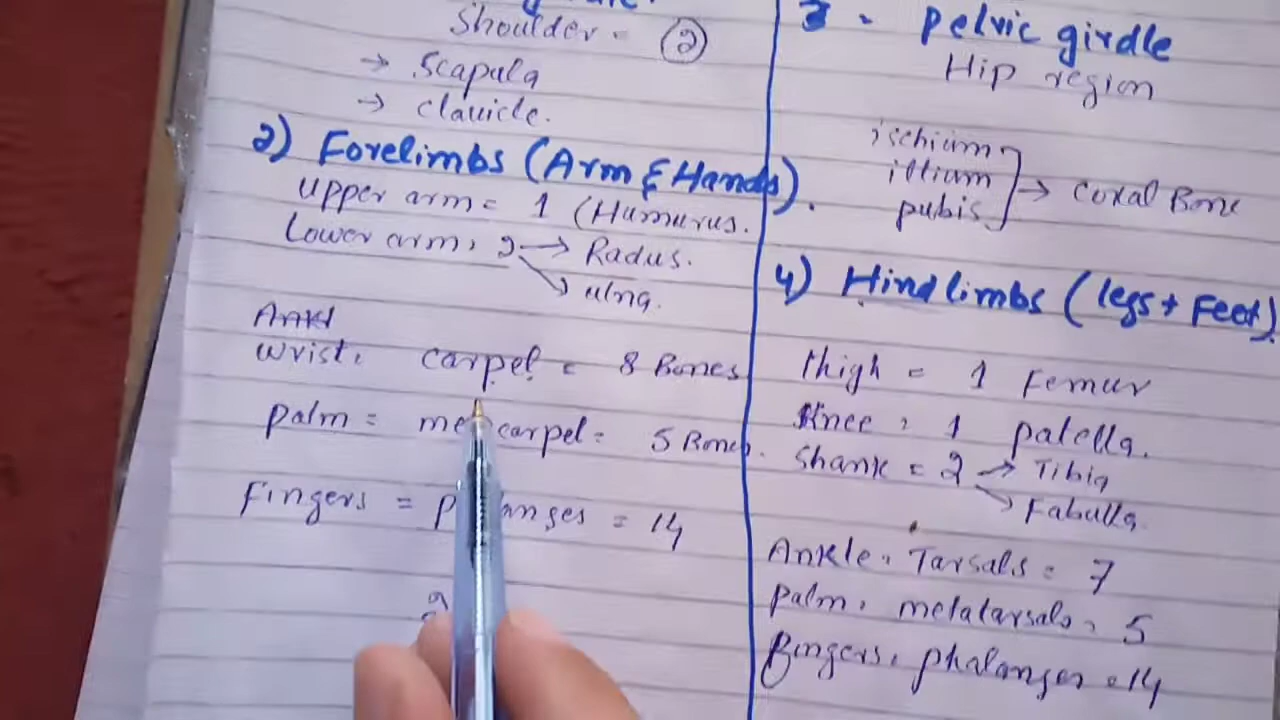 Shoulder = (2)
→ Scapula
→ clavicle.
2) Forelimbs (Arm & Hands).
Upper arm = 1 (Humurus.
Lower arm, 2 → Radus.
→ ulna.
Ankl
Wrist, carpel = 8 Bones
palm = carpel = 5 Bones.
Fingers = = 14
3. Pelvic girdle
Hip region
ischium
illium → Coxal Bone
pubis
4) Hindlimbs (legs + Feet)
thigh = 1 Femur
Knee, 1 patella.
Shank = 2 → Tibia
→ Fabulla
Ankle, Tarsals = 7
palm, metatarsals, 5
Fingers, phalanges = 14